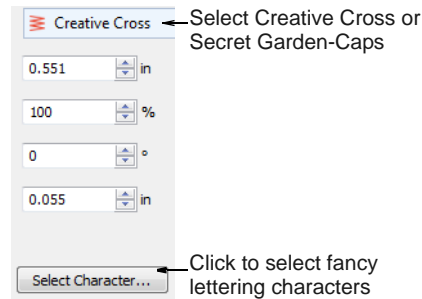 Creative Cross
Select Creative Cross or
Secret Garden-Caps
0.551 in
100 %
0 °
0.055 in
Select Character...
Click to select fancy
lettering characters